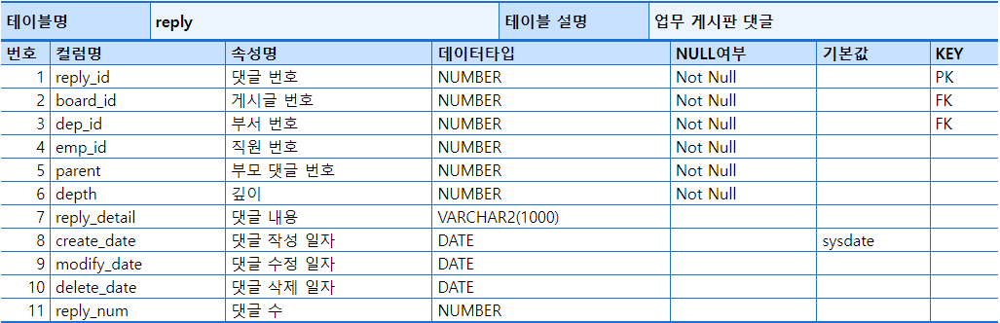 테이블명 reply 테이블 설명 업무 게시판 댓글
번호 컬럼명 속성명 데이터타입 NULL여부 기본값 KEY
1 reply_id 댓글 번호 NUMBER Not Null PK
2 board_id 게시글 번호 NUMBER Not Null FK
3 dep_id 부서 번호 NUMBER Not Null FK
4 emp_id 직원 번호 NUMBER Not Null
5 parent 부모 댓글 번호 NUMBER Not Null
6 depth 깊이 NUMBER Not Null
7 reply_detail 댓글 내용 VARCHAR2(1000)
8 create_date 댓글 작성 일자 DATE sysdate
9 modify_date 댓글 수정 일자 DATE
10 delete_date 댓글 삭제 일자 DATE
11 reply_num 댓글 수 NUMBER